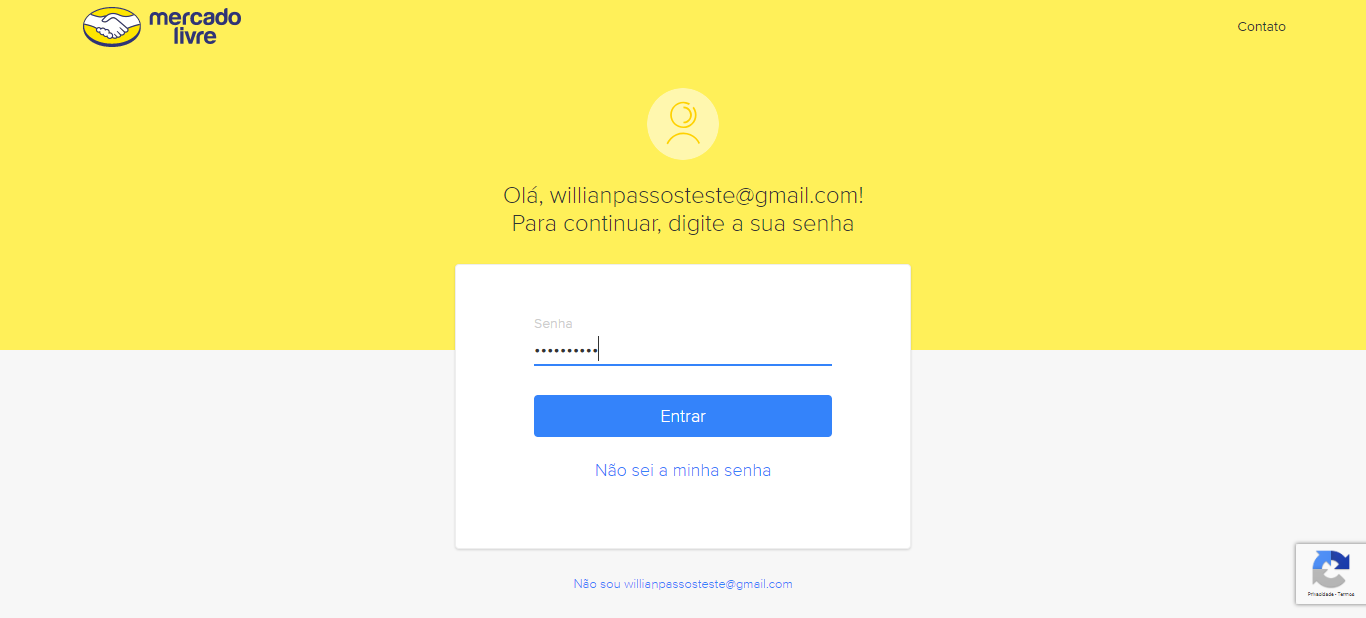 mercado
livre
Contato
Olá, willianpassosteste@gmail.com!
Para continuar, digite a sua senha
Senha
••••••••••
Entrar
Não sei a minha senha
Não sou willianpassosteste@gmail.com
Privacidade - Termos